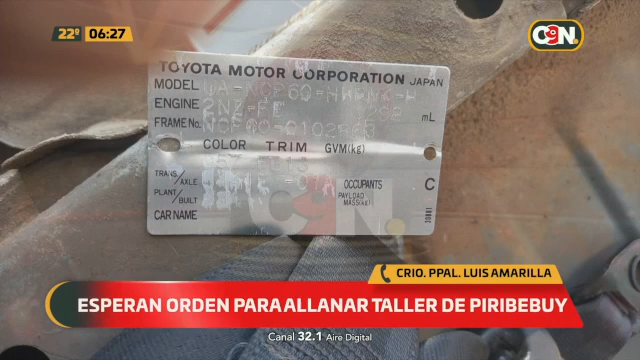 22º 06:27
C9N.
TOYOTA MOTOR CORPORATION JAPAN
MODEL
ENGINE 2NZ-FE mL
FRAME No.
COLOR TRIM GVM(kg)
TRANS./AXLE
OCCUPANTS C
PLANT/BUILT PAYLOAD MASS(kg)
CAR NAME
C9N.
CRIO. PPAL. LUIS AMARILLA
ESPERAN ORDEN PARA ALLANAR TALLER DE PIRIBEBUY
Canal 32.1 Aire Digital